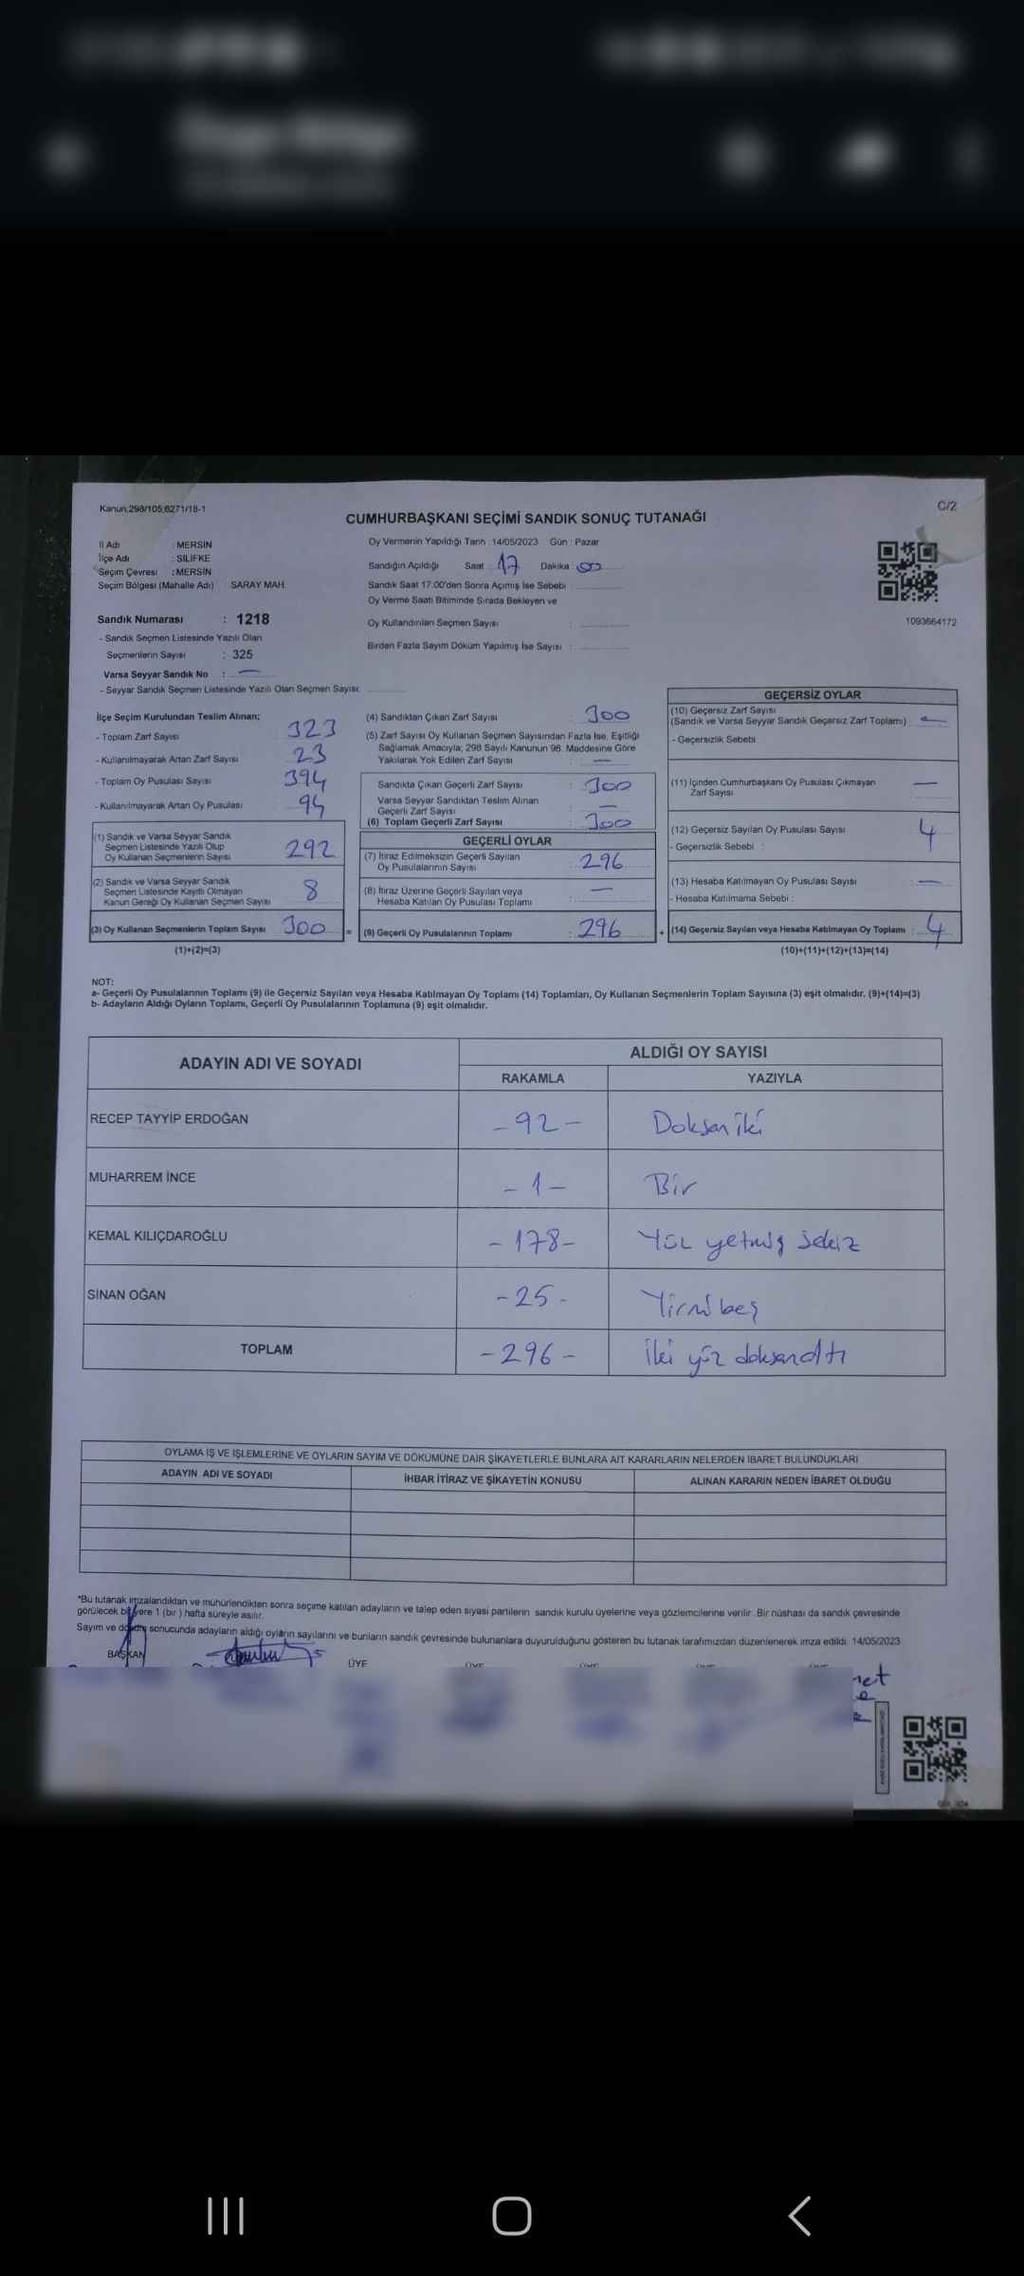 Kanun:298/105;6271/18-1
C/2
CUMHURBAŞKANI SEÇİMİ SANDIK SONUÇ TUTANAĞI
İl Adı : MERSİN
İlçe Adı : SİLİFKE
Seçim Çevresi : MERSİN
Seçim Bölgesi (Mahalle Adı) SARAY MAH.
Oy Vermenin Yapıldığı Tarih : 14/05/2023 Gün : Pazar
Sandığın Açıldığı Saat : 17 Dakika : 00
Sandık Saat 17.00'den Sonra Açılmış İse Sebebi :
Oy Verme Saati Bitiminde Sırada Bekleyen ve
Oy Kullandırılan Seçmen Sayısı :
Birden Fazla Sayım Döküm Yapılmış İse Sayısı :
1093664172
Sandık Numarası : 1218
- Sandık Seçmen Listesinde Yazılı Olan
Seçmenlerin Sayısı : 325
Varsa Seyyar Sandık No : —
- Seyyar Sandık Seçmen Listesinde Yazılı Olan Seçmen Sayısı:
İlçe Seçim Kurulundan Teslim Alınan;
- Toplam Zarf Sayısı 323
- Kullanılmayarak Artan Zarf Sayısı 23
- Toplam Oy Pusulası Sayısı 394
- Kullanılmayarak Artan Oy Pusulası 94
(1) Sandık ve Varsa Seyyar Sandık
Seçmen Listesinde Yazılı Olup
Oy Kullanan Seçmenlerin Sayısı 292
(2) Sandık ve Varsa Seyyar Sandık
Seçmen Listesinde Kayıtlı Olmayan
Kanun Gereği Oy Kullanan Seçmen Sayısı 8
(3) Oy Kullanan Seçmenlerin Toplam Sayısı 300 =
(1)+(2)=(3)
(4) Sandıktan Çıkan Zarf Sayısı : 300
(5) Zarf Sayısı Oy Kullanan Seçmen Sayısından Fazla İse, Eşitliği
Sağlamak Amacıyla; 298 Sayılı Kanunun 98. Maddesine Göre
Yakılarak Yok Edilen Zarf Sayısı : —
Sandıkta Çıkan Geçerli Zarf Sayısı : 300
Varsa Seyyar Sandıktan Teslim Alınan
Geçerli Zarf Sayısı : —
(6) Toplam Geçerli Zarf Sayısı : 300
GEÇERLİ OYLAR
(7) İtiraz Edilmeksizin Geçerli Sayılan
Oy Pusulalarının Sayısı : 296
(8) İtiraz Üzerine Geçerli Sayılan veya
Hesaba Katılan Oy Pusulası Toplamı : —
(9) Geçerli Oy Pusulalarının Toplamı : 296 +
GEÇERSİZ OYLAR
(10) Geçersiz Zarf Sayısı
(Sandık ve Varsa Seyyar Sandık Geçersiz Zarf Toplamı) : —
- Geçersizlik Sebebi
(11) İçinden Cumhurbaşkanı Oy Pusulası Çıkmayan
Zarf Sayısı —
(12) Geçersiz Sayılan Oy Pusulası Sayısı 4
- Geçersizlik Sebebi :
(13) Hesaba Katılmayan Oy Pusulası Sayısı : —
- Hesaba Katılmama Sebebi :
(14) Geçersiz Sayılan veya Hesaba Katılmayan Oy Toplamı : 4
(10)+(11)+(12)+(13)=(14)
NOT:
a- Geçerli Oy Pusulalarının Toplamı (9) ile Geçersiz Sayılan veya Hesaba Katılmayan Oy Toplamı (14) Toplamları, Oy Kullanan Seçmenlerin Toplam Sayısına (3) eşit olmalıdır. (9)+(14)=(3)
b- Adayların Aldığı Oyların Toplamı, Geçerli Oy Pusulalarının Toplamına (9) eşit olmalıdır.
ADAYIN ADI VE SOYADI
ALDIĞI OY SAYISI
RAKAMLA YAZIYLA
RECEP TAYYİP ERDOĞAN -92- Doksan iki
MUHARREM İNCE -1- Bir
KEMAL KILIÇDAROĞLU -178- Yüz yetmiş sekiz
SİNAN OĞAN -25- Yirmi beş
TOPLAM -296- İki yüz doksanaltı
OYLAMA İŞ VE İŞLEMLERİNE VE OYLARIN SAYIM VE DÖKÜMÜNE DAİR ŞİKAYETLERLE BUNLARA AİT KARARLARIN NELERDEN İBARET BULUNDUKLARI
ADAYIN ADI VE SOYADI İHBAR İTİRAZ VE ŞİKAYETİN KONUSU ALINAN KARARIN NEDEN İBARET OLDUĞU
*Bu tutanak imzalandıktan ve mühürlendikten sonra seçime katılan adayların ve talep eden siyasi partilerin sandık kurulu üyelerine veya gözlemcilerine verilir. Bir nüshası da sandık çevresinde
görülecek bir yere 1 (bir ) hafta süreyle asılır.
Sayım ve döküm sonucunda adayların aldığı oyların sayılarını ve bunların sandık çevresinde bulunanlara duyurulduğunu gösteren bu tutanak tarafımızdan düzenlenerek imza edildi. 14/05/2023
BAŞKAN ÜYE